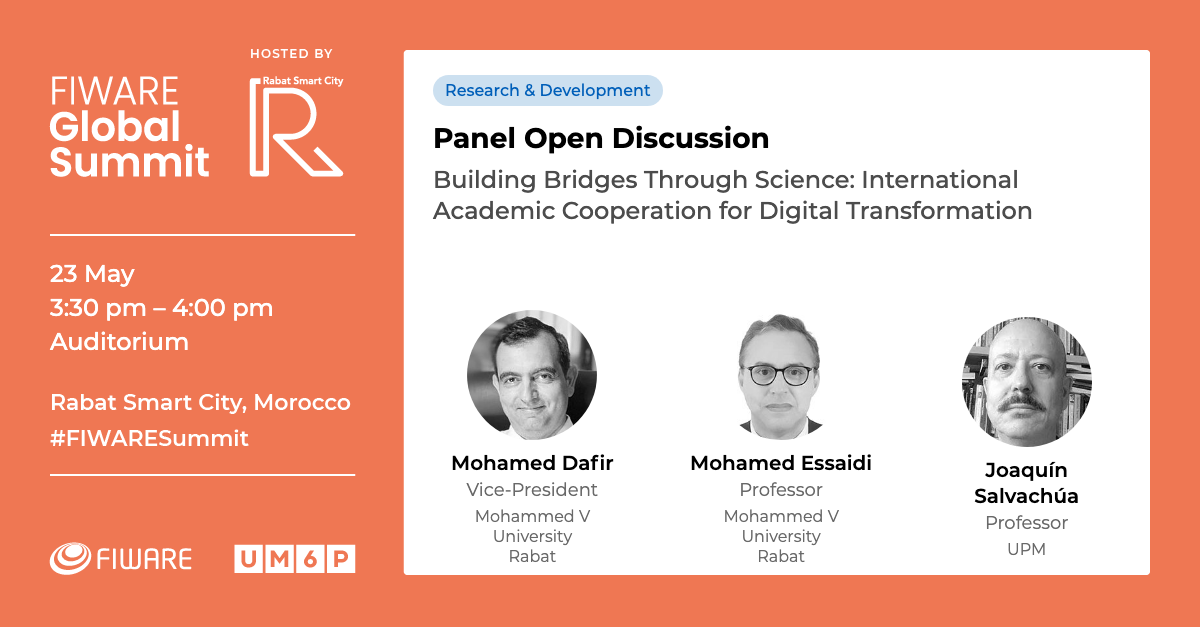 HOSTED BY
FIWARE
Global
Summit
Rabat Smart City
R
23 May
3:30 pm – 4:00 pm
Auditorium
Rabat Smart City, Morocco
#FIWARESummit
FIWARE
UM6P
Research & Development
Panel Open Discussion
Building Bridges Through Science: International
Academic Cooperation for Digital Transformation
Mohamed Dafir
Vice-President
Mohammed V
University
Rabat
Mohamed Essaidi
Professor
Mohammed V
University
Rabat
Joaquín
Salvachúa
Professor
UPM